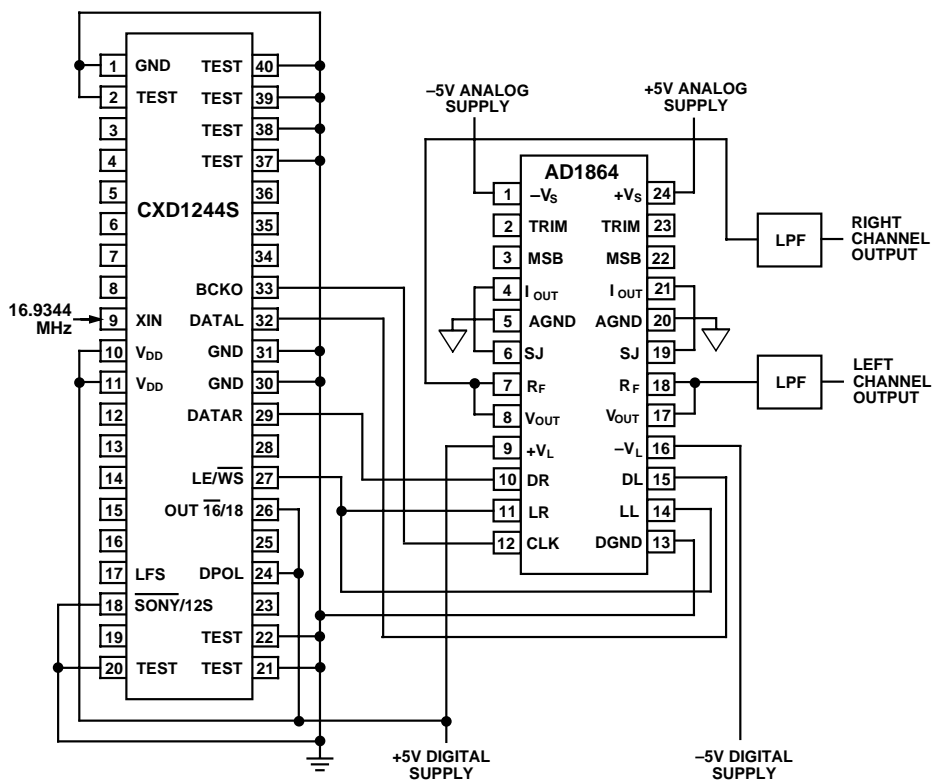 –5V ANALOG
SUPPLY
+5V ANALOG
SUPPLY
CXD1244S
16.9344
MHz
1 GND
2 TEST
3
4
5
6
7
8
9 XIN
10 VDD
11 VDD
12
13
14
15
16
17 LFS
18 SONY/12S
19
20 TEST
TEST 40
TEST 39
TEST 38
TEST 37
36
35
34
BCKO 33
DATAL 32
GND 31
GND 30
DATAR 29
28
LE/WS 27
OUT 16/18 26
25
DPOL 24
23
TEST 22
TEST 21
AD1864
1 –VS
2 TRIM
3 MSB
4 IOUT
5 AGND
6 SJ
7 RF
8 VOUT
9 +VL
10 DR
11 LR
12 CLK
+VS 24
TRIM 23
MSB 22
IOUT 21
AGND 20
SJ 19
RF 18
VOUT 17
–VL 16
DL 15
LL 14
DGND 13
LPF
RIGHT
CHANNEL
OUTPUT
LPF
LEFT
CHANNEL
OUTPUT
+5V DIGITAL
SUPPLY
–5V DIGITAL
SUPPLY